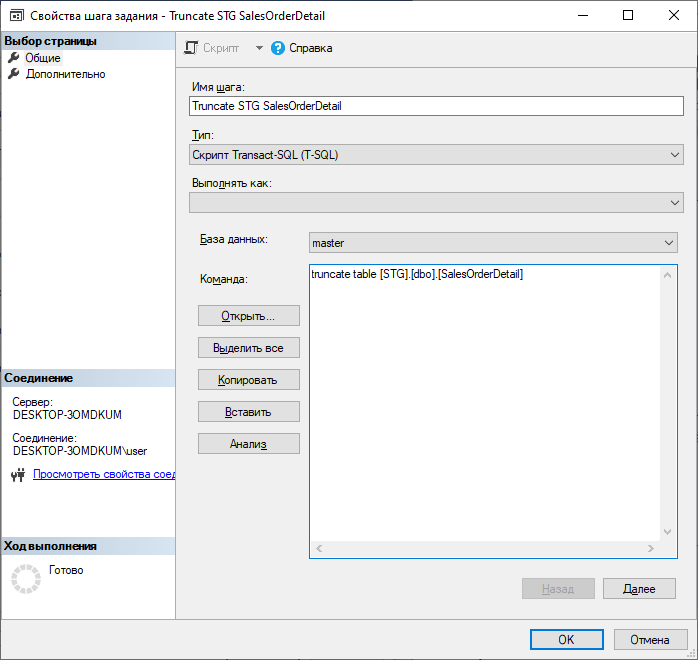 Свойства шага задания - Truncate STG SalesOrderDetail
Выбор страницы
Общие
Дополнительно
Скрипт
Справка
Имя шага:
Truncate STG SalesOrderDetail
Тип:
Скрипт Transact-SQL (T-SQL)
Выполнять как:
База данных:
master
Команда:
truncate table [STG].[dbo].[SalesOrderDetail]
Открыть...
Выделить все
Копировать
Вставить
Анализ
Соединение
Сервер:
DESKTOP-3OMDKUM
Соединение:
DESKTOP-3OMDKUM\user
Просмотреть свойства соед
Ход выполнения
Готово
Назад
Далее
OK
Отмена